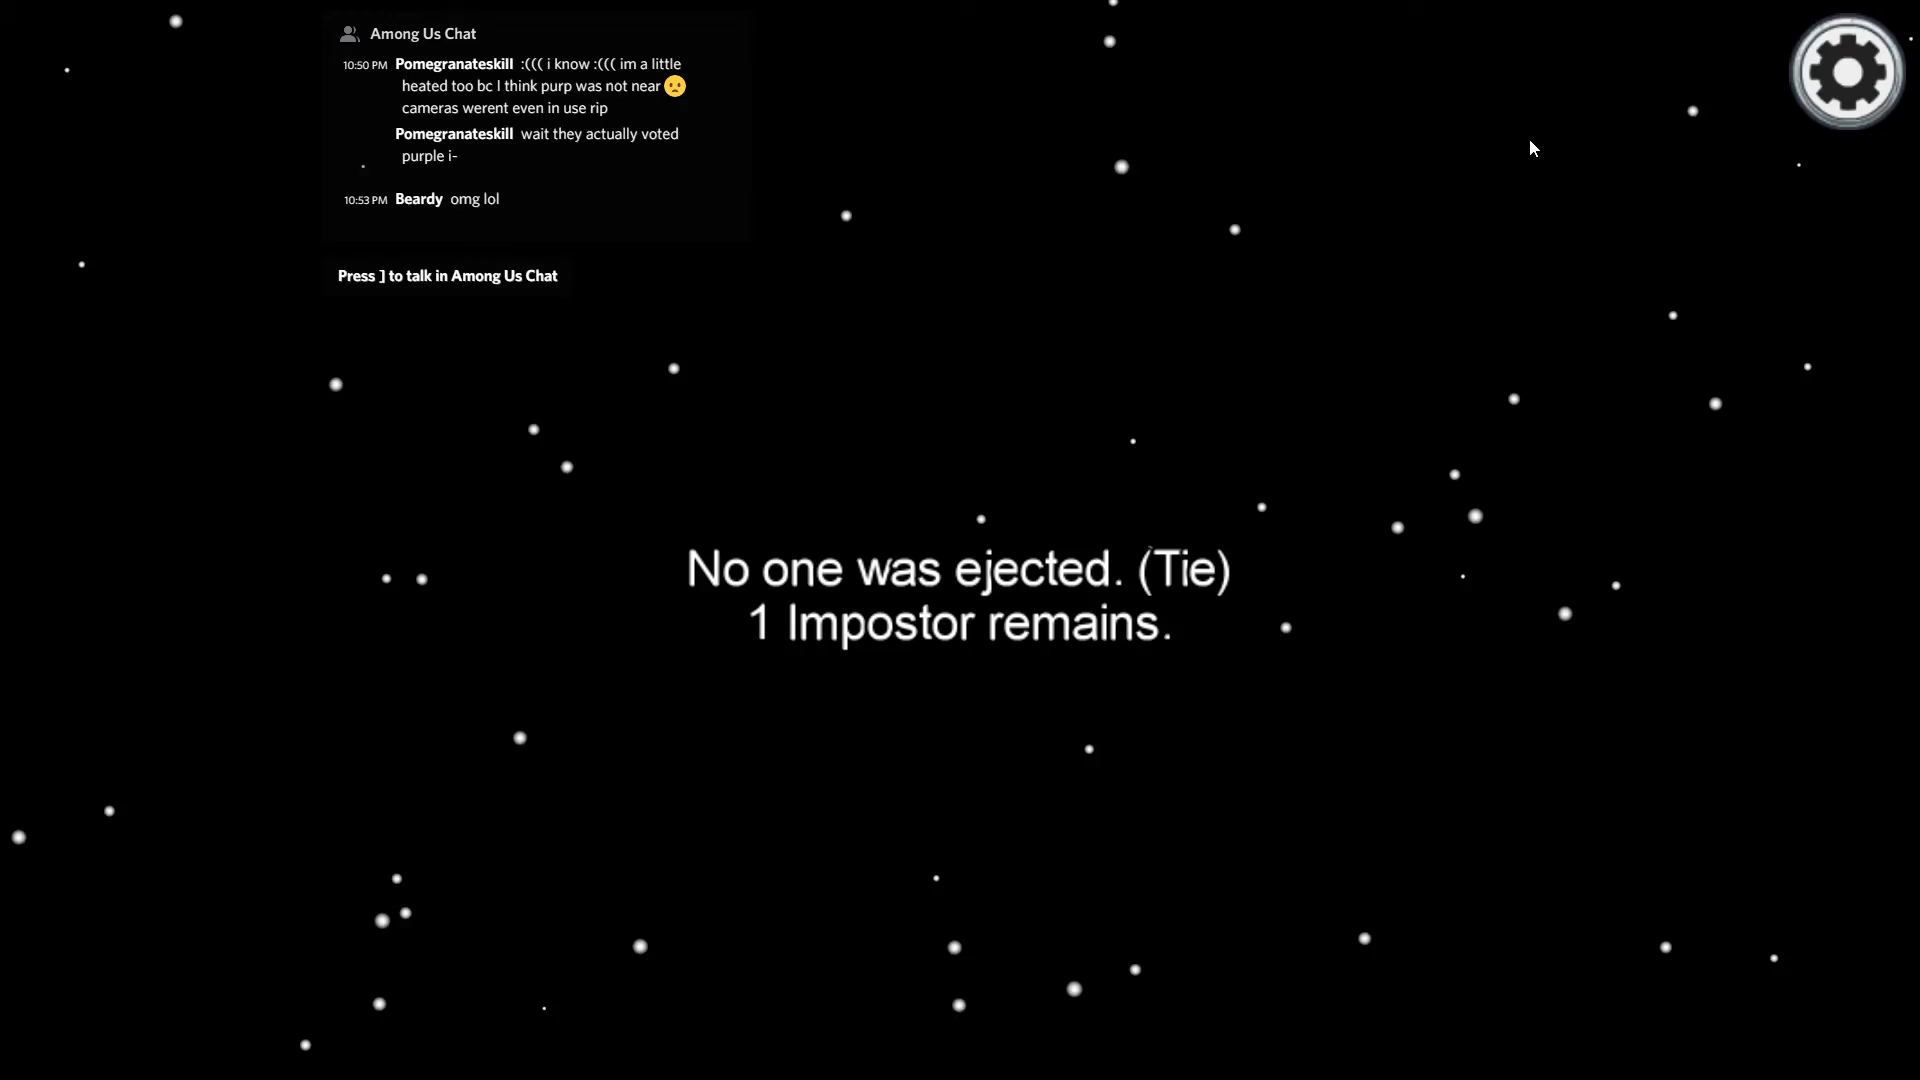 Among Us Chat
10:50 PM Pomegranateskill :((( i know :((( im a little
heated too bc I think purp was not near 😦
cameras werent even in use rip
Pomegranateskill wait they actually voted
purple i-
10:53 PM Beardy omg lol
Press ] to talk in Among Us Chat
No one was ejected. (Tie)
1 Impostor remains.